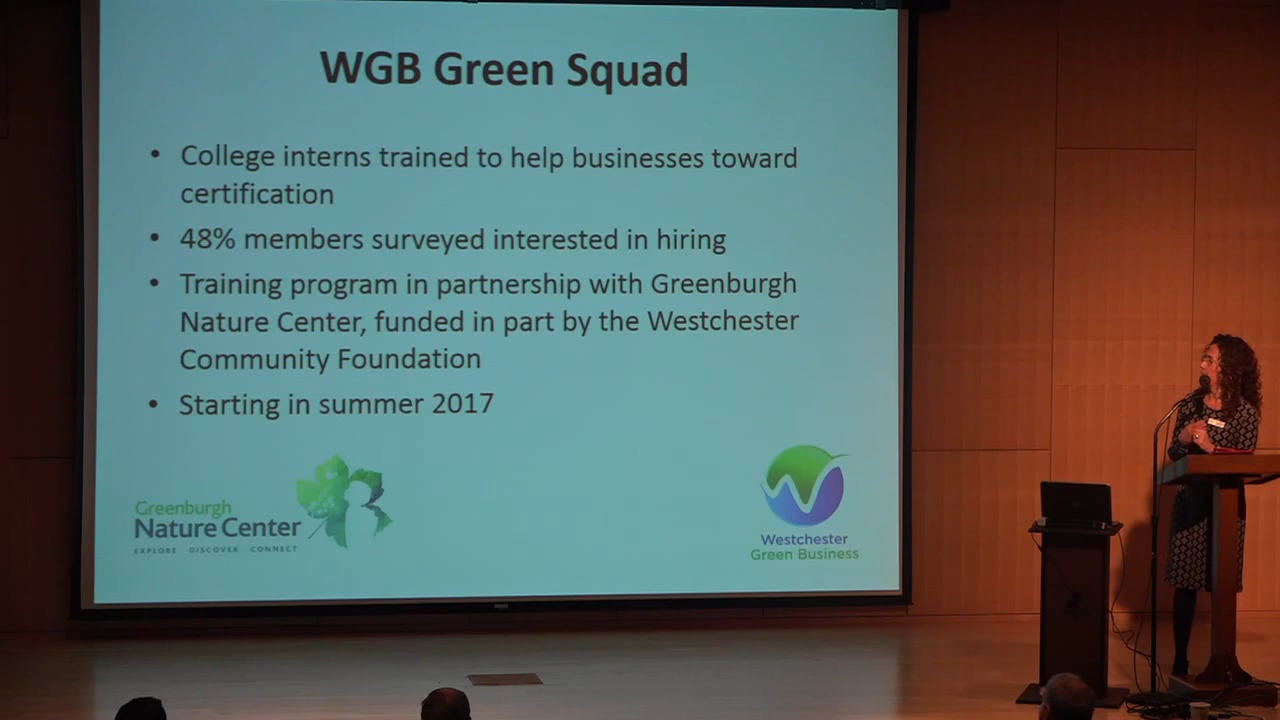 WGB Green Squad
• College interns trained to help businesses toward
certification
• 48% members surveyed interested in hiring
• Training program in partnership with Greenburgh
Nature Center, funded in part by the Westchester
Community Foundation
• Starting in summer 2017
Greenburgh
Nature Center
EXPLORE DISCOVER CONNECT
Westchester
Green Business